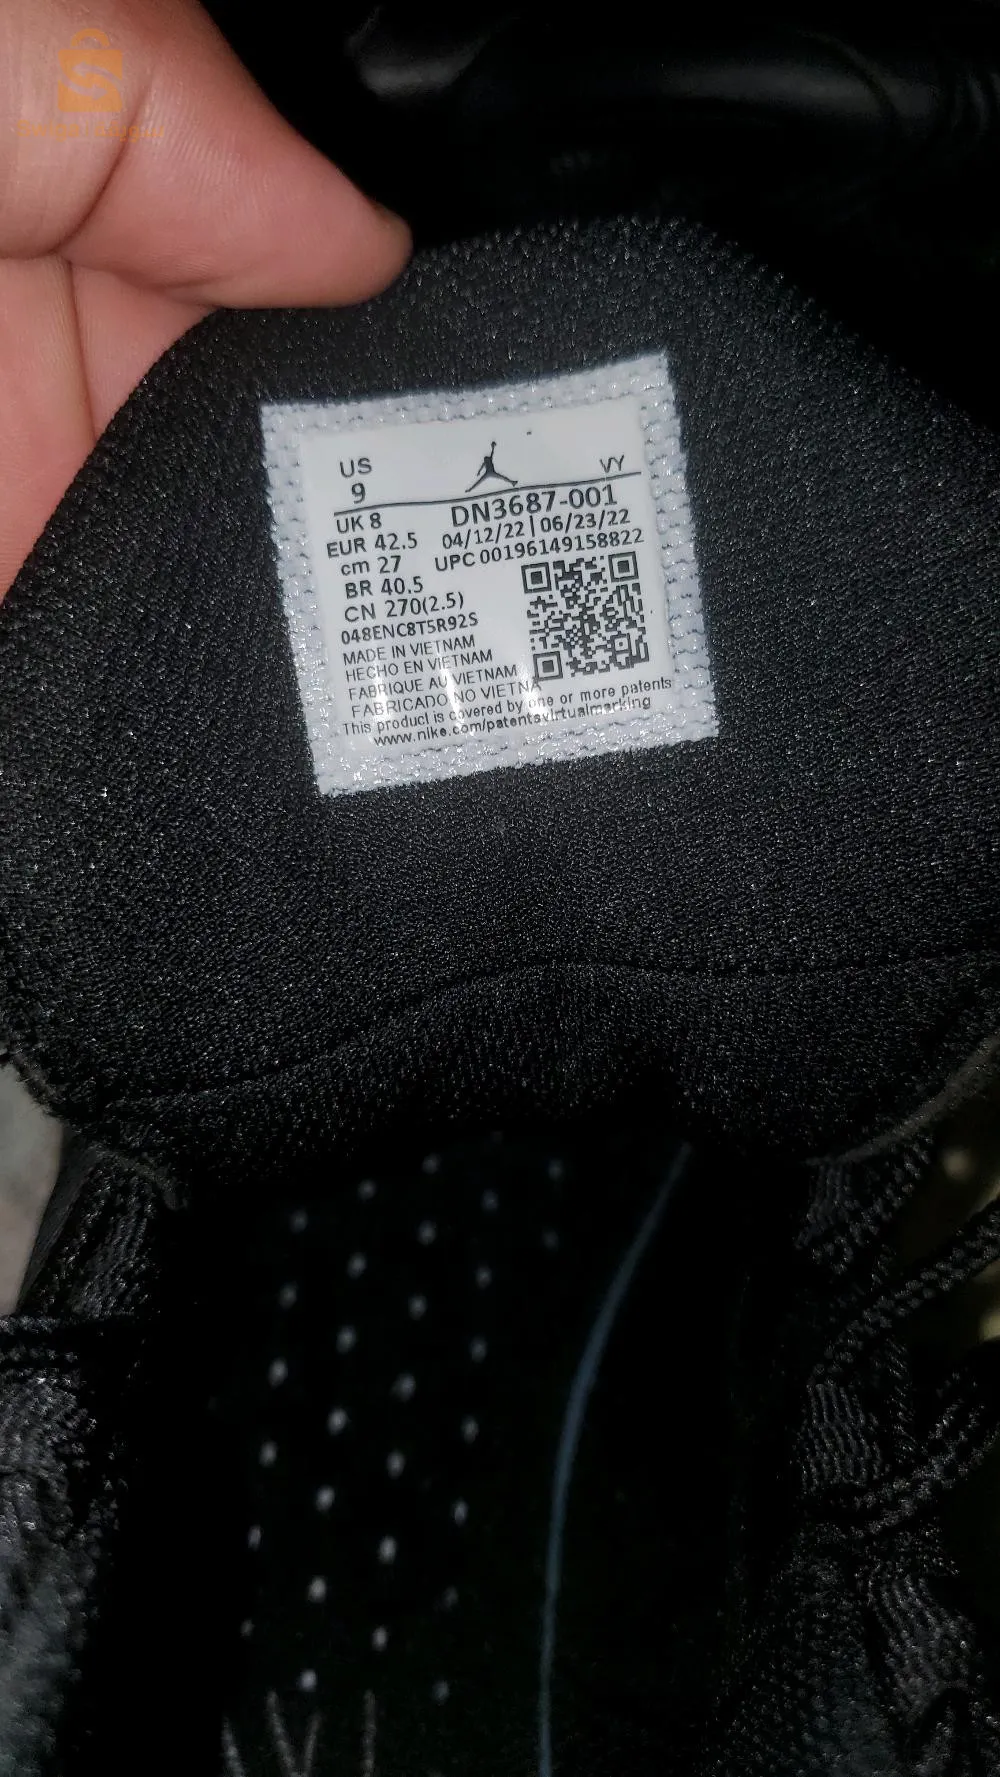 US
9
VY
UK 8
EUR 42.5
cm 27
BR 40.5
CN 270(2.5)
DN3687-001
04/12/22 | 06/23/22
UPC 00196149158822
048ENC8T5R92S
MADE IN VIETNAM
HECHO EN VIETNAM
FABRIQUE AU VIETNAM
FABRICADO NO VIETNA
This product is covered by one or more patents
www.nike.com/patentsvirtualmarking